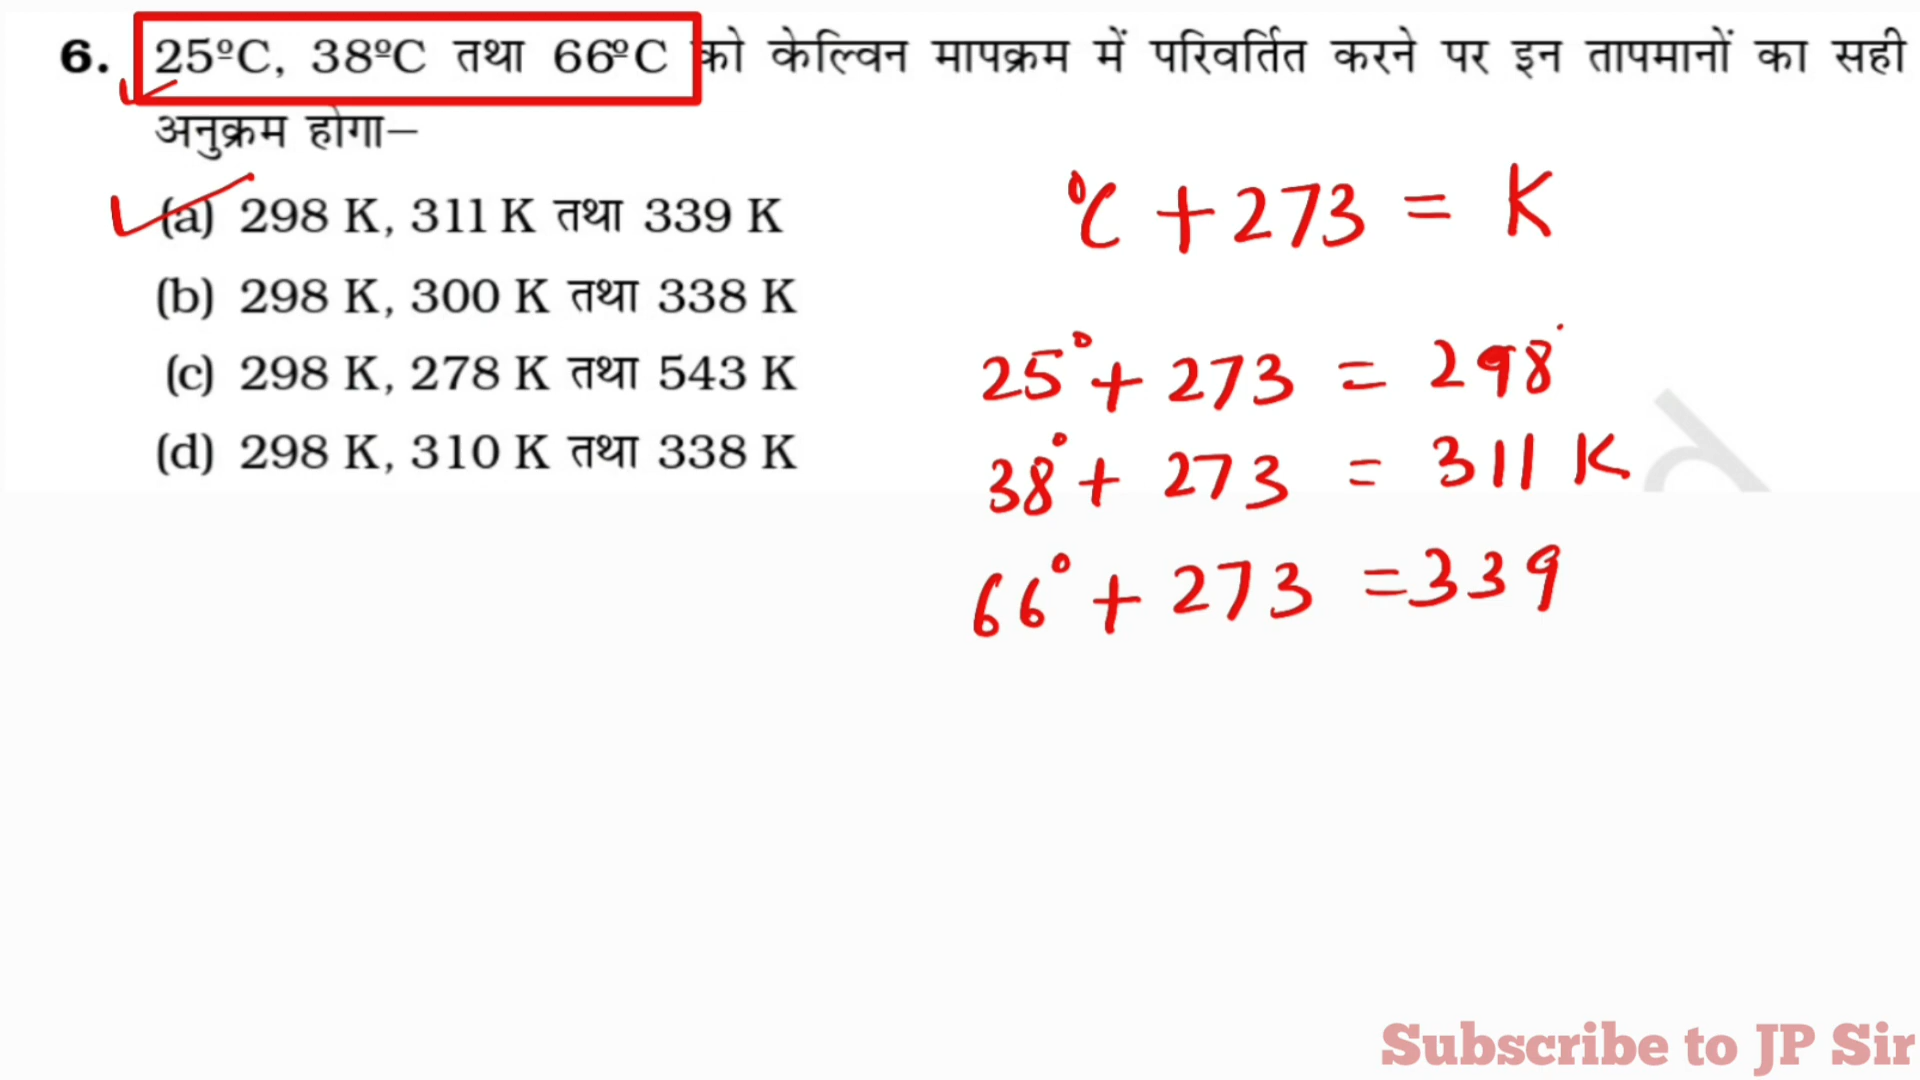 6. 25ºC, 38ºC तथा 66ºC को केल्विन मापक्रम में परिवर्तित करने पर इन तापमानों का सही
अनुक्रम होगा–
(a) 298 K, 311 K तथा 339 K
(b) 298 K, 300 K तथा 338 K
(c) 298 K, 278 K तथा 543 K
(d) 298 K, 310 K तथा 338 K
°C + 273 = K
25° + 273 = 298
38° + 273 = 311 K
66° + 273 = 339
Subscribe to JP Sir